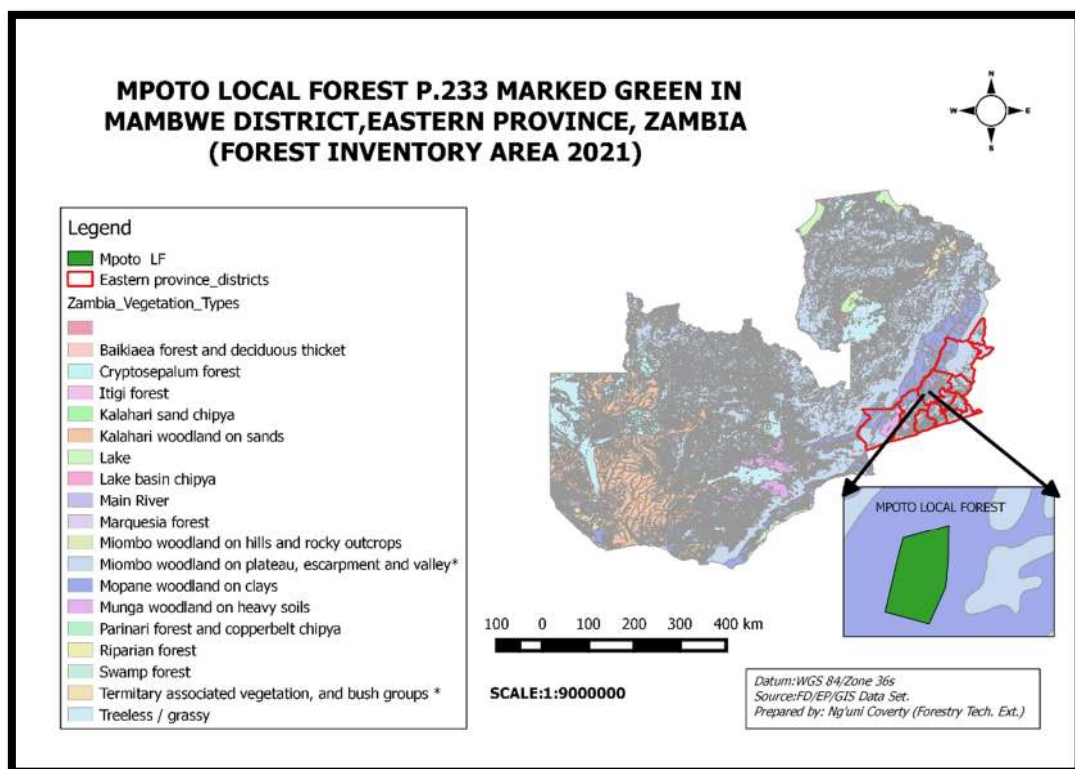 MPOTO LOCAL FOREST P.233 MARKED GREEN IN
MAMBWE DISTRICT,EASTERN PROVINCE, ZAMBIA
(FOREST INVENTORY AREA 2021)
N
W E
S
Legend
Mpoto LF
Eastern province_districts
Zambia_Vegetation_Types
Baikiaea forest and deciduous thicket
Cryptosepalum forest
Itigi forest
Kalahari sand chipya
Kalahari woodland on sands
Lake
Lake basin chipya
Main River
Marquesia forest
Miombo woodland on hills and rocky outcrops
Miombo woodland on plateau, escarpment and valley*
Mopane woodland on clays
Munga woodland on heavy soils
Parinari forest and copperbelt chipya
Riparian forest
Swamp forest
Termitary associated vegetation, and bush groups *
Treeless / grassy
MPOTO LOCAL FOREST
100 0 100 200 300 400 km
SCALE:1:9000000
Datum:WGS 84/Zone 36s
Source:FD/EP/GIS Data Set.
Prepared by: Ng'uni Coverty (Forestry Tech. Ext.)